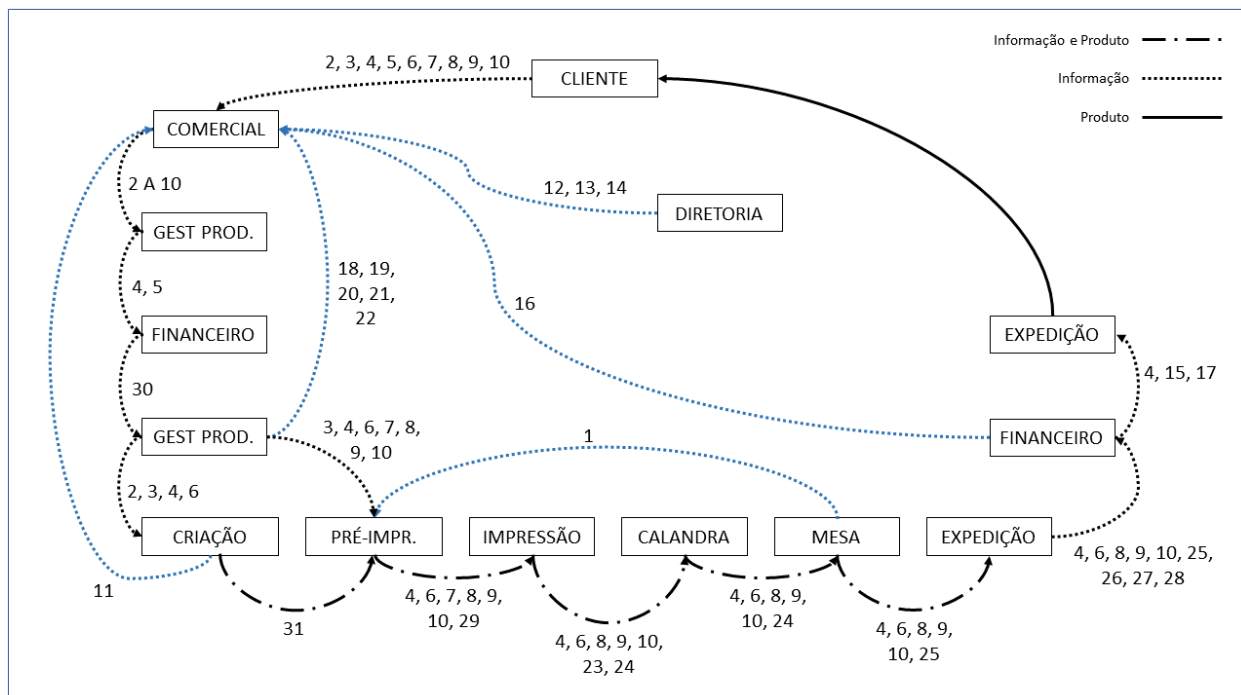 Informação e Produto
2, 3, 4, 5, 6, 7, 8, 9, 10
CLIENTE
Informação
Produto
COMERCIAL
2 A 10
12, 13, 14
DIRETORIA
GEST PROD.
18, 19,
20, 21,
22
4, 5
16
FINANCEIRO
EXPEDIÇÃO
30
4, 15, 17
GEST PROD.
3, 4, 6, 7, 8,
9, 10
1
FINANCEIRO
2, 3, 4, 6
CRIAÇÃO
PRÉ-IMPR.
IMPRESSÃO
CALANDRA
MESA
EXPEDIÇÃO
11
31
4, 6, 7, 8, 9,
10, 29
4, 6, 8, 9, 10,
23, 24
4, 6, 8, 9,
10, 24
4, 6, 8, 9,
10, 25
4, 6, 8, 9, 10, 25,
26, 27, 28